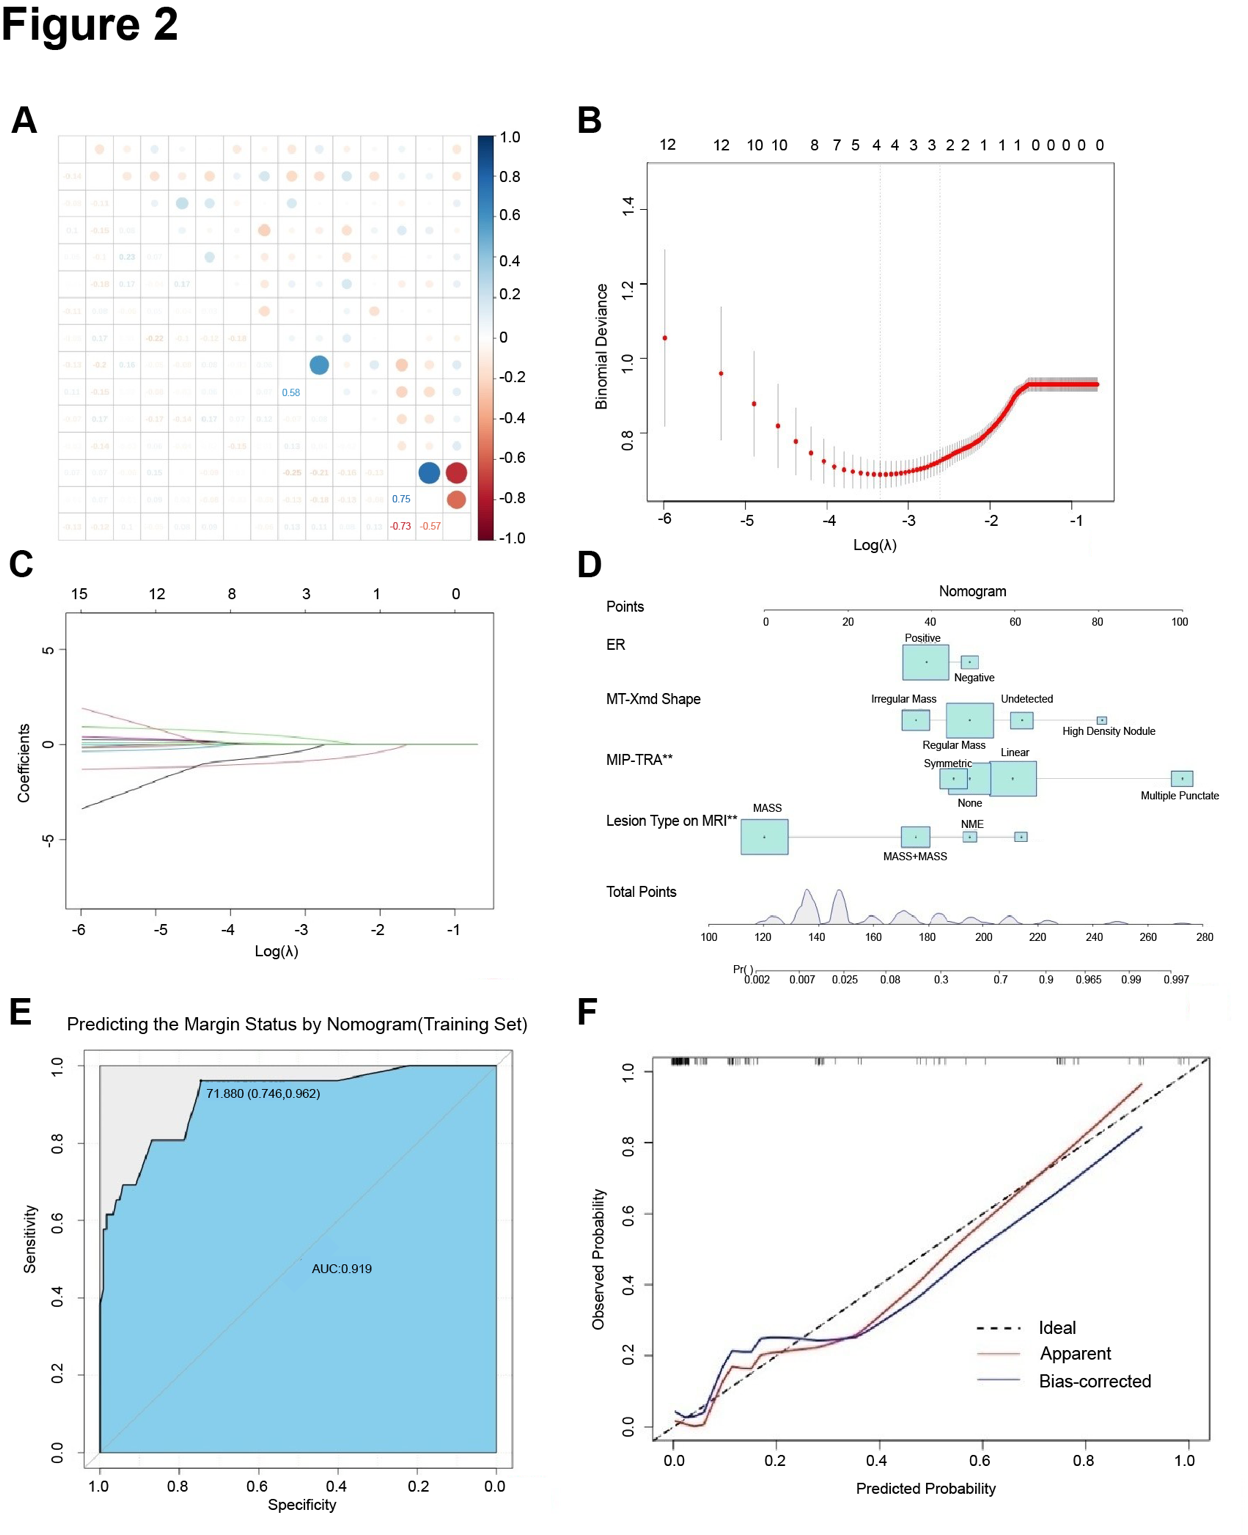 Figure 2
A
1.0
0.8
0.6
0.4
0.2
0
-0.2
-0.4
-0.6
-0.8
-1.0
0.23
0.17
0.17
-0.22
0.58
-0.25
0.75
-0.73 -0.57
B
12 12 10 10 8 7 5 4 4 3 3 2 2 1 1 1 0 0 0 0 0
Binomial Deviance
1.4
1.2
1.0
0.8
-6 -5 -4 -3 -2 -1
Log(λ)
C
15 12 8 3 1 0
Coefficients
5
0
-5
-6 -5 -4 -3 -2 -1
Log(λ)
D
Nomogram
Points
0 20 40 60 80 100
ER
Positive
Negative
MT-Xmd Shape
Irregular Mass
Undetected
Regular Mass
High Density Nodule
MIP-TRA**
Symmetric
Linear
None
Multiple Punctate
Lesion Type on MRI**
MASS
NME
MASS+MASS
Total Points
100 120 140 160 180 200 220 240 260 280
Pr( )
0.002 0.007 0.025 0.08 0.3 0.7 0.9 0.965 0.99 0.997
E
Predicting the Margin Status by Nomogram(Training Set)
71.880 (0.746,0.962)
AUC:0.919
Sensitivity
1.0
0.8
0.6
0.4
0.2
0.0
1.0 0.8 0.6 0.4 0.2 0.0
Specificity
F
Observed Probability
1.0
0.8
0.6
0.4
0.2
0.0
Ideal
Apparent
Bias-corrected
0.0 0.2 0.4 0.6 0.8 1.0
Predicted Probability